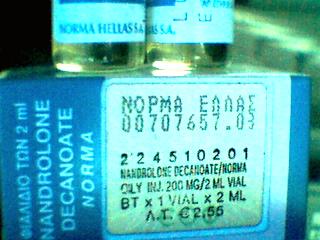 NORMA HELLAS SA
AS S.A.
ΦΙΑΛΙΔΙΟ ΤΩΝ 2 ml
NANDROLONE
DECANOATE
NORMA
ΝΟΡΜΑ ΕΛΛΑΣ
00707657.03
2 2 4 5 1 0 2 0 1
NANDROLONE DECANOATE/NORMA
OILY INJ. 200 MG/2 ML VIAL
BT x 1 VIAL x 2 ML
Λ.Τ. € 2,55